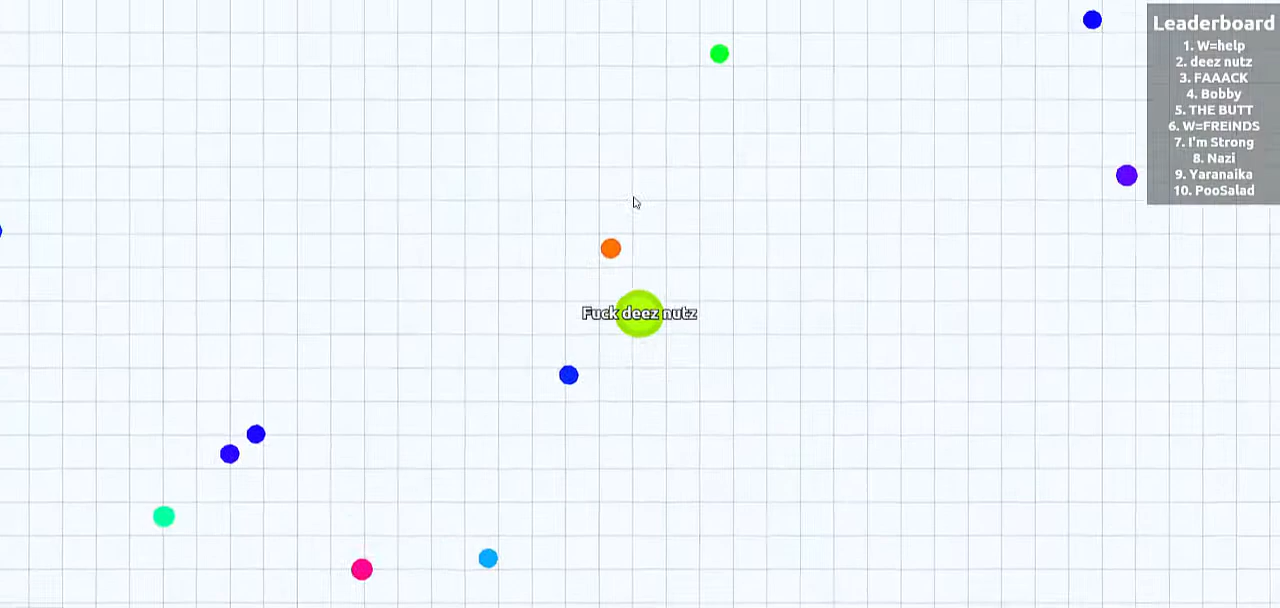 Leaderboard
1. W=help
2. deez nutz
3. FAAACK
4. Bobby
5. THE BUTT
6. W=FREINDS
7. I'm Strong
8. Nazi
9. Yaranaika
10. PooSalad
Fuck deez nutz